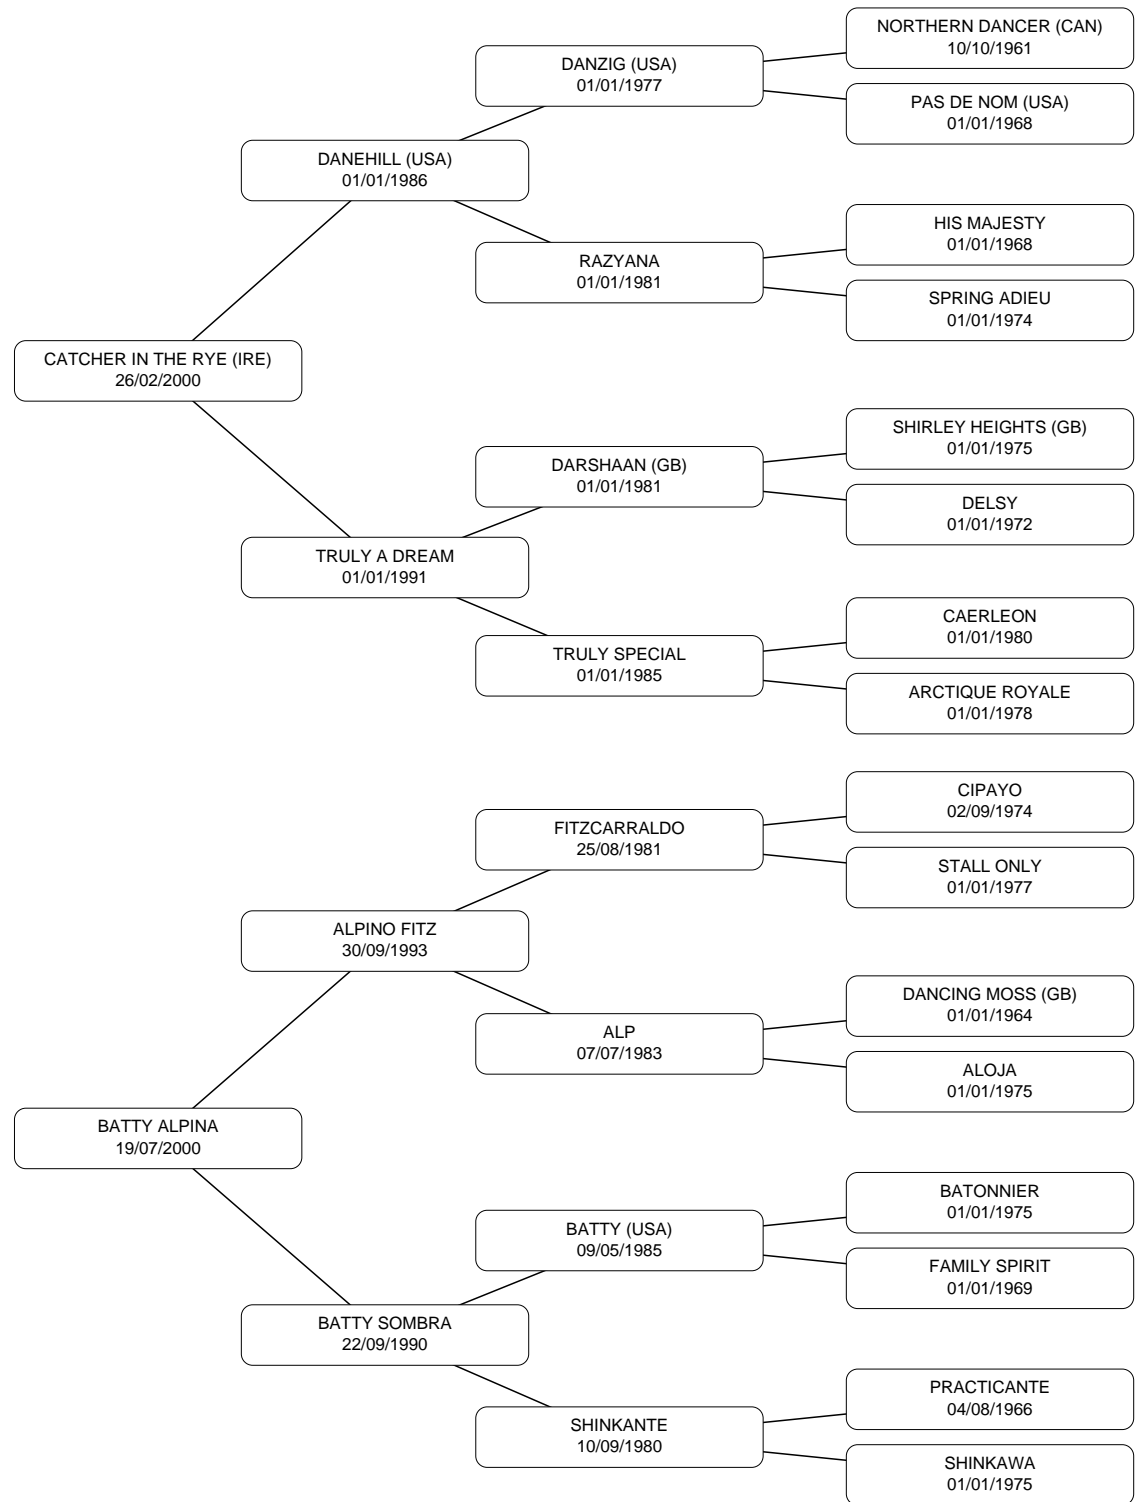 NORTHERN DANCER (CAN)
10/10/1961
DANZIG (USA)
01/01/1977
PAS DE NOM (USA)
01/01/1968
DANEHILL (USA)
01/01/1986
HIS MAJESTY
01/01/1968
RAZYANA
01/01/1981
SPRING ADIEU
01/01/1974
CATCHER IN THE RYE (IRE)
26/02/2000
SHIRLEY HEIGHTS (GB)
01/01/1975
DARSHAAN (GB)
01/01/1981
DELSY
01/01/1972
TRULY A DREAM
01/01/1991
CAERLEON
01/01/1980
TRULY SPECIAL
01/01/1985
ARCTIQUE ROYALE
01/01/1978
CIPAYO
02/09/1974
FITZCARRALDO
25/08/1981
STALL ONLY
01/01/1977
ALPINO FITZ
30/09/1993
DANCING MOSS (GB)
01/01/1964
ALP
07/07/1983
ALOJA
01/01/1975
BATTY ALPINA
19/07/2000
BATONNIER
01/01/1975
BATTY (USA)
09/05/1985
FAMILY SPIRIT
01/01/1969
BATTY SOMBRA
22/09/1990
PRACTICANTE
04/08/1966
SHINKANTE
10/09/1980
SHINKAWA
01/01/1975